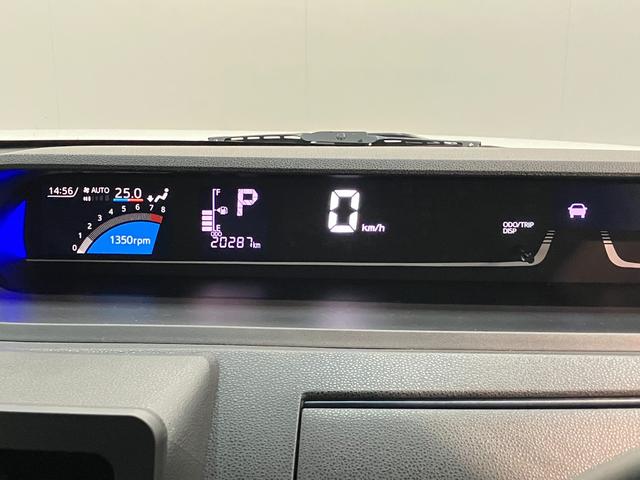 14:56 AUTO 25.0
0 1 2 3 4 5 6 7 8
1350rpm
F
E
P
ODO
20287km
0 km/h
ODO/TRIP
DISP